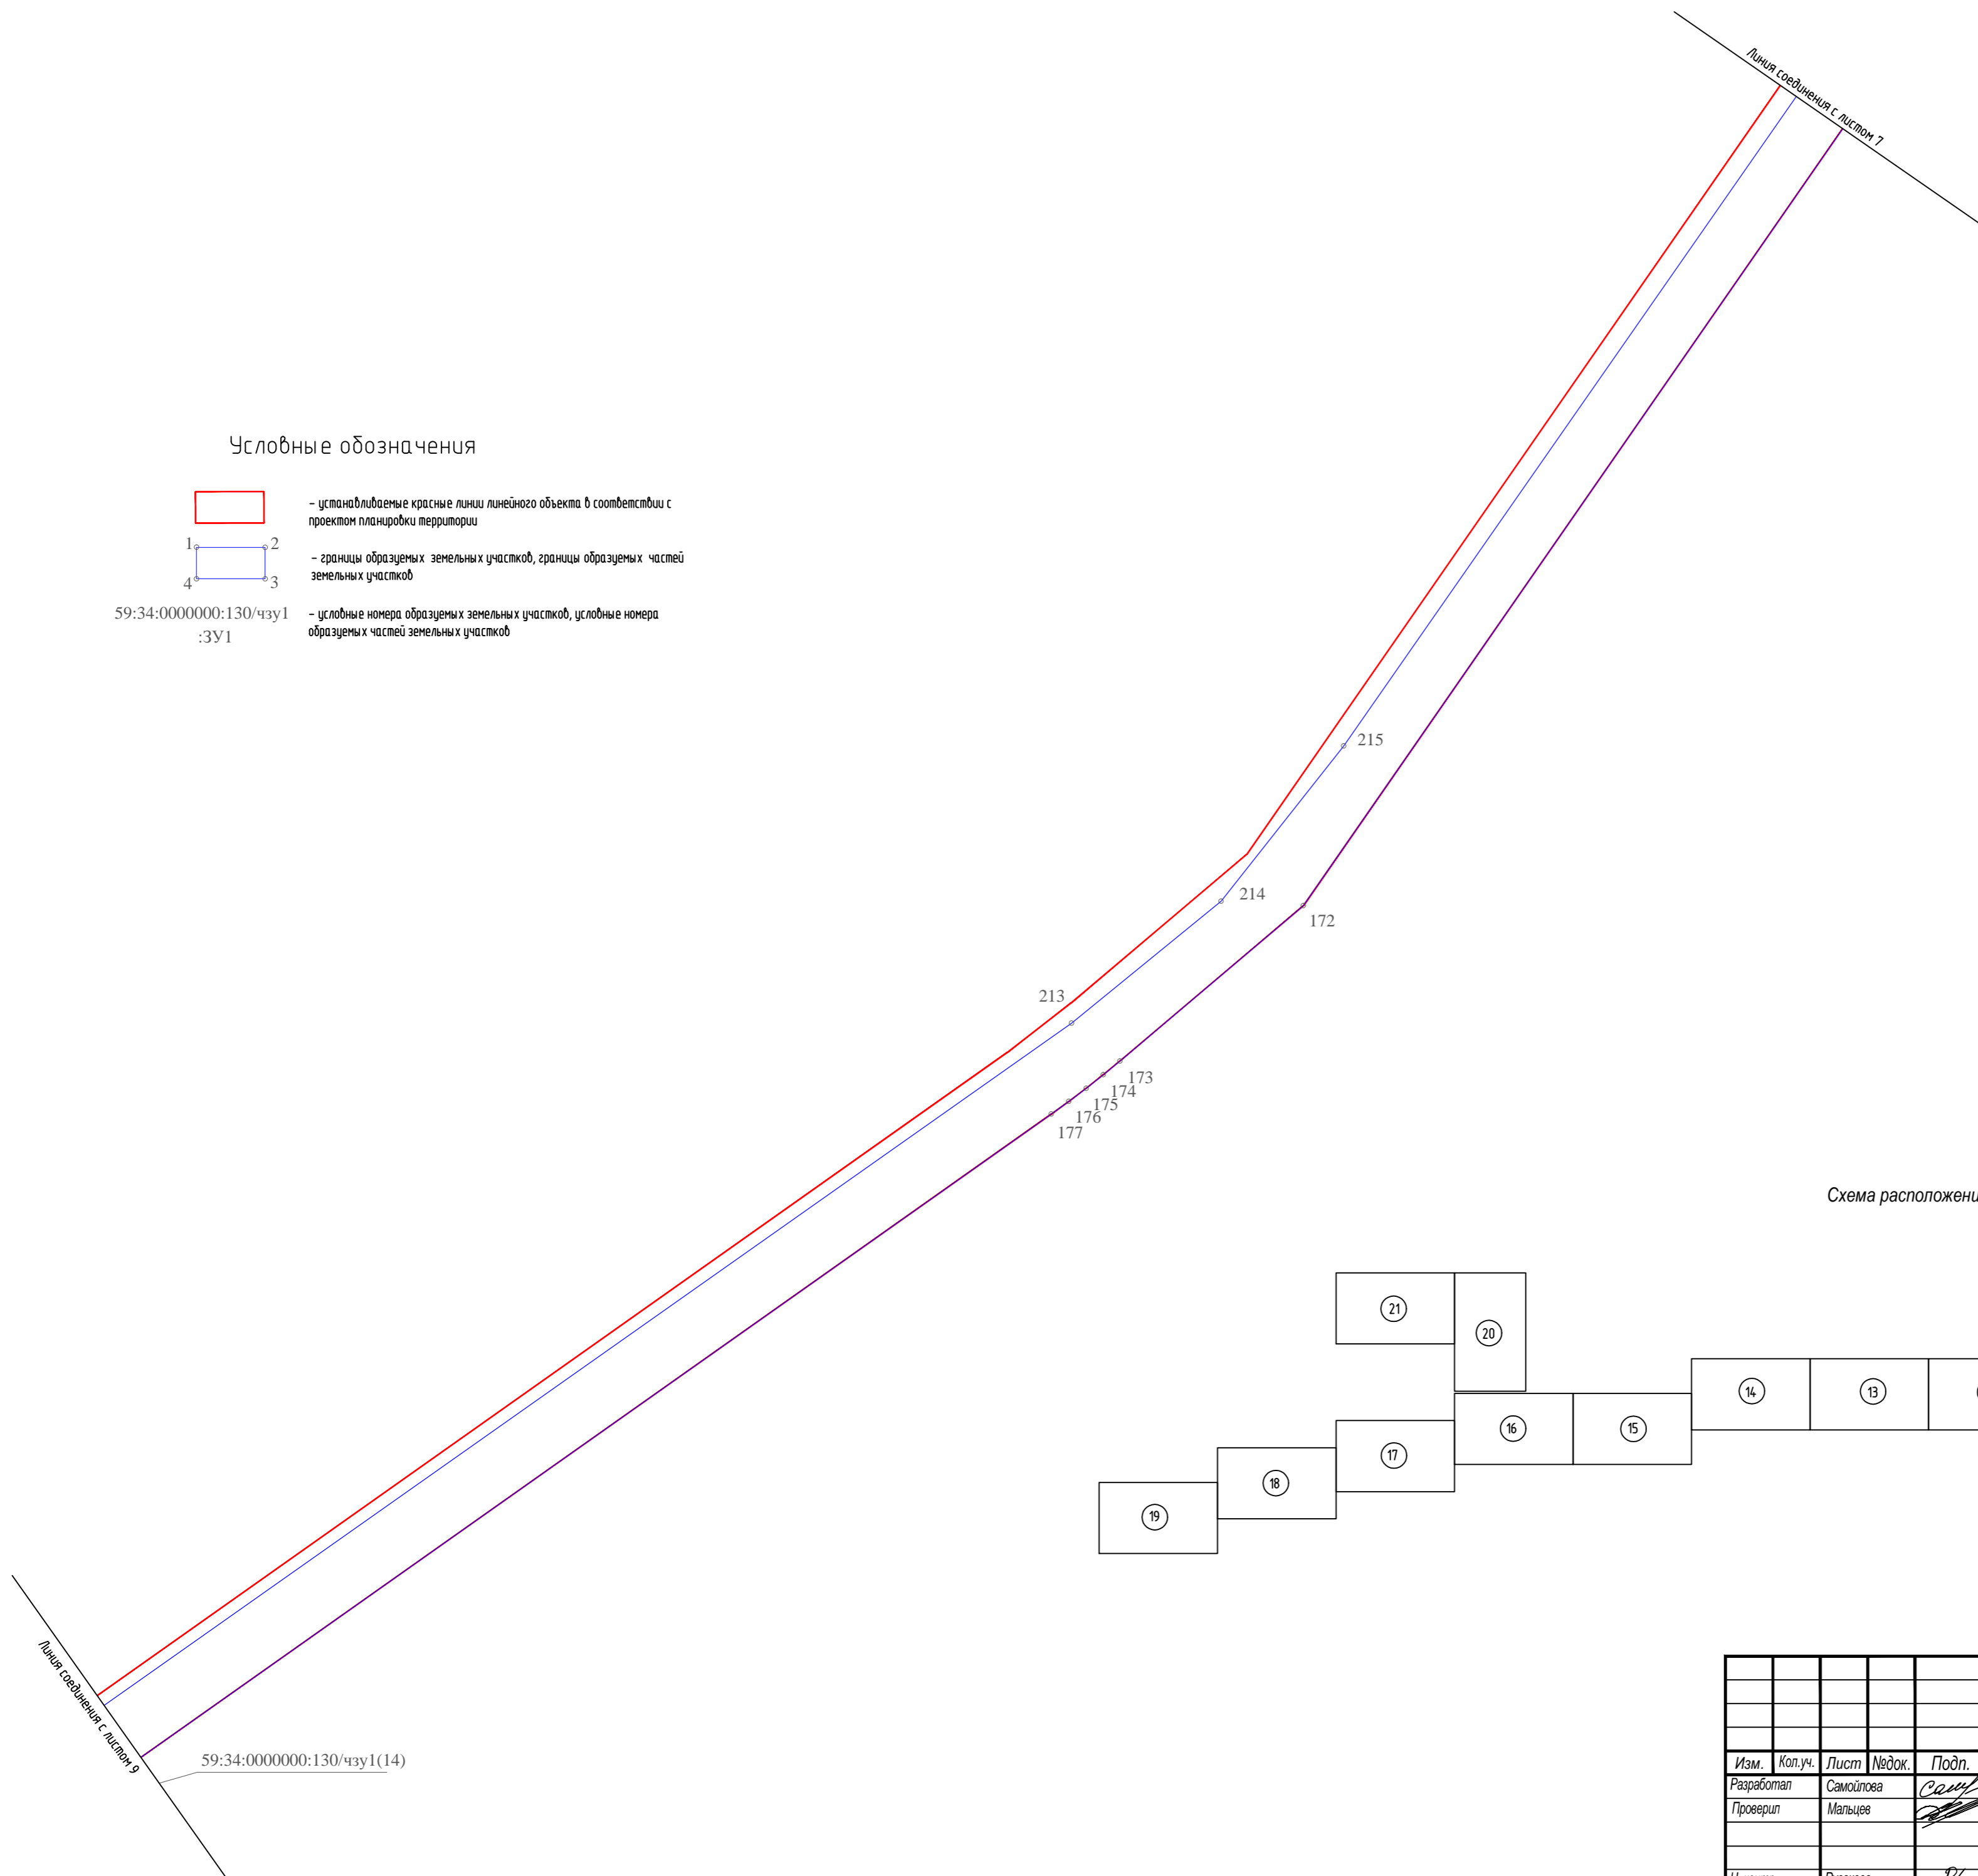 Линия соединения с листом 7
Условные обозначения
- устанавливаемые красные линии линейного объекта в соответствии с
проектом планировки территории
1
2
4
3
- границы образуемых земельных участков, границы образуемых частей
земельных участков
59:34:0000000:130/чзу1
:ЗУ1
- условные номера образуемых земельных участков, условные номера
образуемых частей земельных участков
215
214
172
213
173
174
175
176
177
Схема расположени
21
20
14
13
16
15
17
18
19
Линия соединения с листом 9
59:34:0000000:130/чзу1(14)
Изм. Кол.уч. Лист №док. Подп.
Разработал Самойлова
Проверил Мальцев